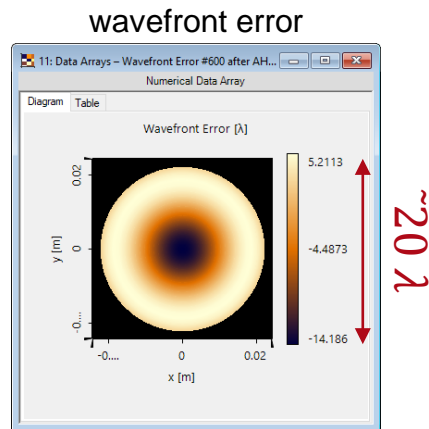 wavefront error
11: Data Arrays – Wavefront Error #600 after AH...
Numerical Data Array
Diagram Table
Wavefront Error [λ]
5.2113
-4.4873
-14.186
~20 λ
0.02
0
-0....
y [m]
-0.... 0 0.02
x [m]